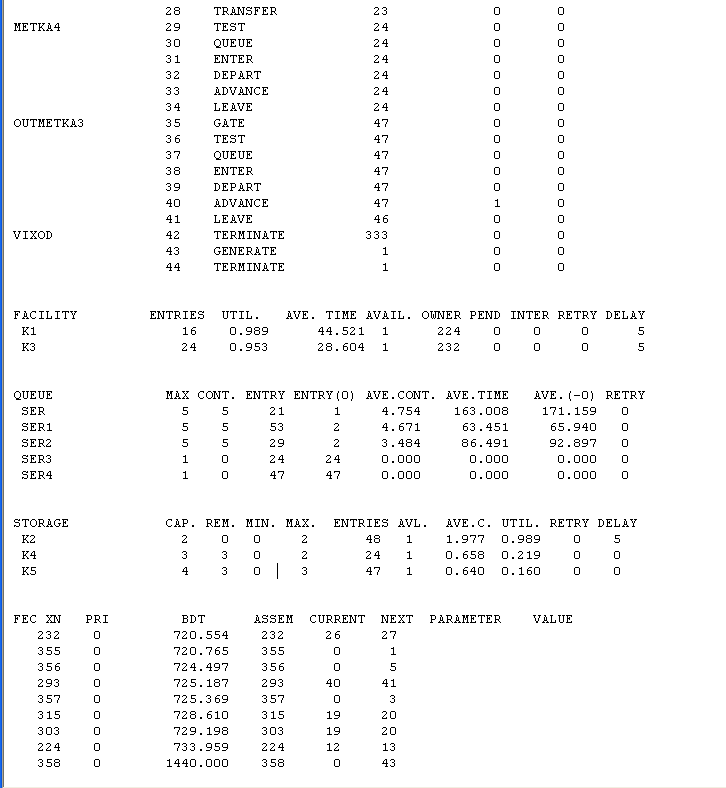 28 TRANSFER 23 0 0
METKA4 29 TEST 24 0 0
30 QUEUE 24 0 0
31 ENTER 24 0 0
32 DEPART 24 0 0
33 ADVANCE 24 0 0
34 LEAVE 24 0 0
OUTMETKA3 35 GATE 47 0 0
36 TEST 47 0 0
37 QUEUE 47 0 0
38 ENTER 47 0 0
39 DEPART 47 0 0
40 ADVANCE 47 1 0
41 LEAVE 46 0 0
VIXOD 42 TERMINATE 333 0 0
43 GENERATE 1 0 0
44 TERMINATE 1 0 0
FACILITY ENTRIES UTIL. AVE. TIME AVAIL. OWNER PEND INTER RETRY DELAY
K1 16 0.989 44.521 1 224 0 0 0 5
K3 24 0.953 28.604 1 232 0 0 0 5
QUEUE MAX CONT. ENTRY ENTRY(0) AVE.CONT. AVE.TIME AVE.(-0) RETRY
SER 5 5 21 1 4.754 163.008 171.159 0
SER1 5 5 53 2 4.671 63.451 65.940 0
SER2 5 5 29 2 3.484 86.491 92.897 0
SER3 1 0 24 24 0.000 0.000 0.000 0
SER4 1 0 47 47 0.000 0.000 0.000 0
STORAGE CAP. REM. MIN. MAX. ENTRIES AVL. AVE.C. UTIL. RETRY DELAY
K2 2 0 0 2 48 1 1.977 0.989 0 5
K4 3 3 0 2 24 1 0.658 0.219 0 0
K5 4 3 0 3 47 1 0.640 0.160 0 0
FEC XN PRI BDT ASSEM CURRENT NEXT PARAMETER VALUE
232 0 720.554 232 26 27
355 0 720.765 355 0 1
356 0 724.497 356 0 5
293 0 725.187 293 40 41
357 0 725.369 357 0 3
315 0 728.610 315 19 20
303 0 729.198 303 19 20
224 0 733.959 224 12 13
358 0 1440.000 358 0 43